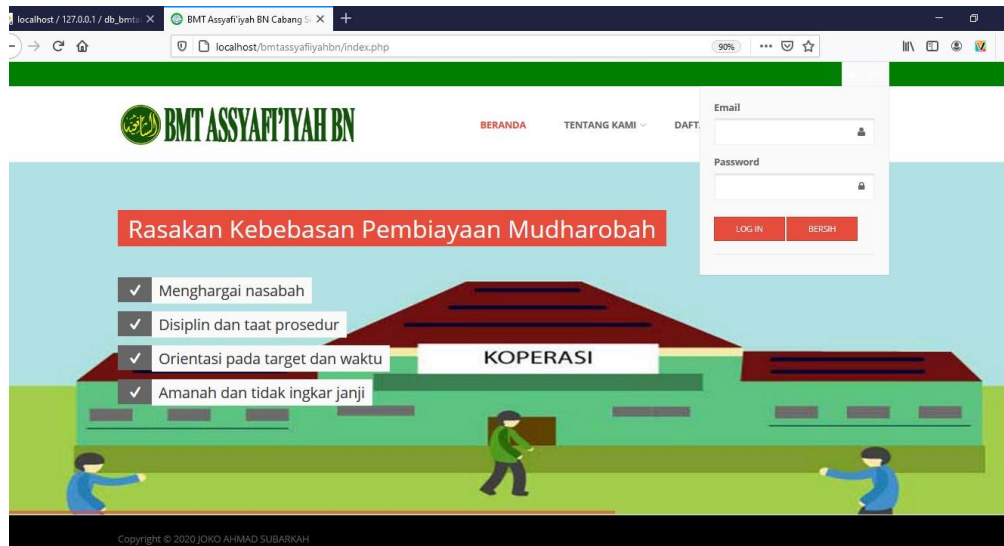 localhost / 127.0.0.1 / db_bmta
BMT Assyafi'iyah BN Cabang S
localhost/bmtassyafiiyahbn/index.php
90%
BMT ASSYAFI'IYAH BN
BERANDA
TENTANG KAMI
DAFT
Email
Password
LOG IN
BERSIH
Rasakan Kebebasan Pembiayaan Mudharobah
Menghargai nasabah
Disiplin dan taat prosedur
Orientasi pada target dan waktu
Amanah dan tidak ingkar janji
KOPERASI
Copyright © 2020 JOKO AHMAD SUBARKAH